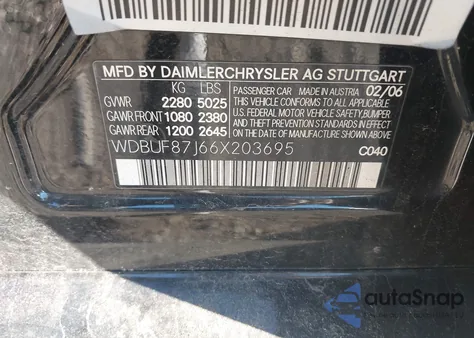 MFD BY DAIMLERCHRYSLER AG STUTTGART
KG LBS PASSENGER CAR MADE IN AUSTRIA 02/06
GVWR 2280 5025 THIS VEHICLE CONFORMS TO ALL APPLICABLE
GAWR FRONT 1080 2380 U.S. FEDERAL MOTOR VEHICLE SAFETY, BUMPER,
GAWR REAR 1200 2645 AND THEFT PREVENTION STANDARDS IN EFFECT
ON THE DATE OF MANUFACTURE SHOWN ABOVE.
WDBUF87J66X203695 C040
autoSnap